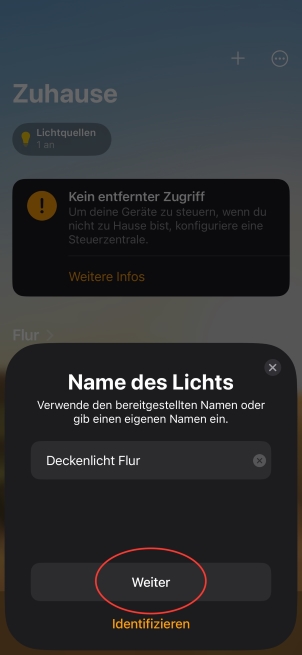 Zuhause
Lichtquellen
1 an
Kein entfernter Zugriff
Um deine Geräte zu steuern, wenn du
nicht zu Hause bist, konfiguriere eine
Steuerzentrale.
Weitere Infos
Flur
Name des Lichts
Verwende den bereitgestellten Namen oder
gib einen eigenen Namen ein.
Deckenlicht Flur
Weiter
Identifizieren